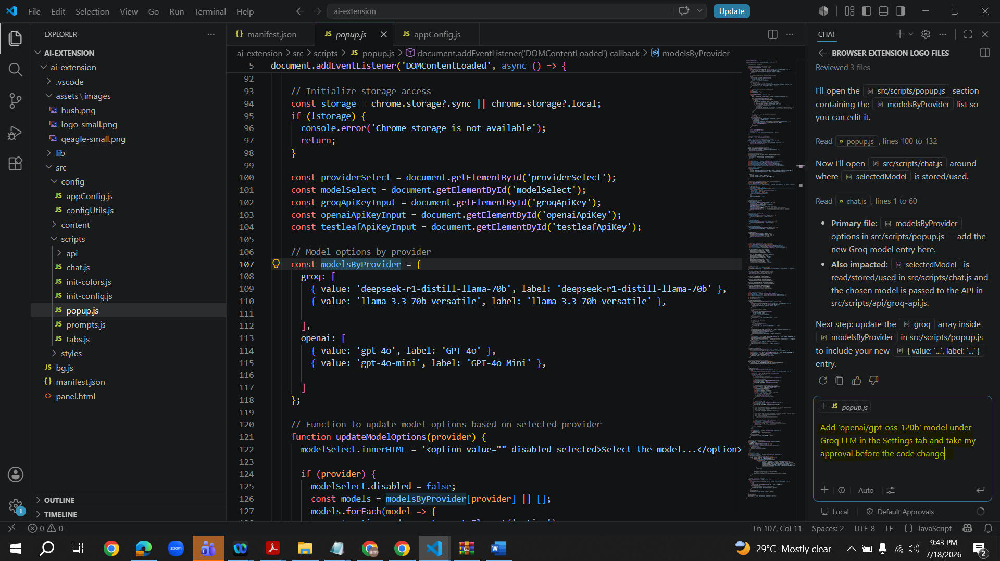 File Edit Selection View Go Run Terminal Help
ai-extension
Update
EXPLORER
AI-EXTENSION
ai-extension
.vscode
assets\images
hush.png
logo-small.png
qeagle-small.png
lib
src
config
JS appConfig.js
JS configUtils.js
content
scripts
api
JS chat.js
JS init-colors.js
JS init-config.js
JS popup.js
JS prompts.js
JS tabs.js
styles
JS bg.js
{} manifest.json
<> panel.html
OUTLINE
TIMELINE
1
{} manifest.json
JS popup.js
JS appConfig.js
ai-extension > src > scripts > JS popup.js > document.addEventListener('DOMContentLoaded') callback > modelsByProvider
5 document.addEventListener('DOMContentLoaded', async () => {
92
93 // Initialize storage access
94 const storage = chrome.storage?.sync || chrome.storage?.local;
95 if (!storage) {
96 console.error('Chrome storage is not available');
97 return;
98 }
99
100 const providerSelect = document.getElementById('providerSelect');
101 const modelSelect = document.getElementById('modelSelect');
102 const groqApiKeyInput = document.getElementById('groqApiKey');
103 const openaiApiKeyInput = document.getElementById('openaiApiKey');
104 const testleafApiKeyInput = document.getElementById('testleafApiKey');
105
106 // Model options by provider
107 const modelsByProvider = {
108 groq: [
109 { value: 'deepseek-r1-distill-llama-70b', label: 'deepseek-r1-distill-llama-70b' },
110 { value: 'llama-3.3-70b-versatile', label: 'llama-3.3-70b-versatile' },
111
112 ],
113 openai: [
114 { value: 'gpt-4o', label: 'GPT-4o' },
115 { value: 'gpt-4o-mini', label: 'GPT-4o Mini' },
116
117 ]
118 };
119
120 // Function to update model options based on selected provider
121 function updateModelOptions(provider) {
122 modelSelect.innerHTML = '<option value="" disabled selected>Select the model...</option>
123
124 if (provider) {
125 modelSelect.disabled = false;
126 const models = modelsByProvider[provider] || [];
127 models.forEach(model => {
CHAT
BROWSER EXTENSION LOGO FILES
Reviewed 3 files
I'll open the src/scripts/popup.js section
containing the modelsByProvider list so
you can edit it.
Read JS popup.js , lines 100 to 132
Now I'll open src/scripts/chat.js around
where selectedModel is stored/used.
Read JS chat.js , lines 1 to 60
• Primary file: modelsByProvider
options in src/scripts/popup.js — add the
new Groq model entry here.
• Also impacted: selectedModel is
read/stored/used in src/scripts/chat.js and
the chosen model is passed to the API in
src/scripts/api/groq-api.js.
Next step: update the groq array inside
modelsByProvider in src/scripts/popup.js
to include your new { value: '...', label: '...' }
entry.
JS popup.js
Add 'openai/gpt-oss-120b' model under
Groq LLM in the Settings tab and take my
approval before the code change
Auto
Local Default Approvals
0 0
Ln 107, Col 11 Spaces: 2 UTF-8 LF {} JavaScript
zoom
29°C Mostly clear
9:43 PM
7/18/2026
2